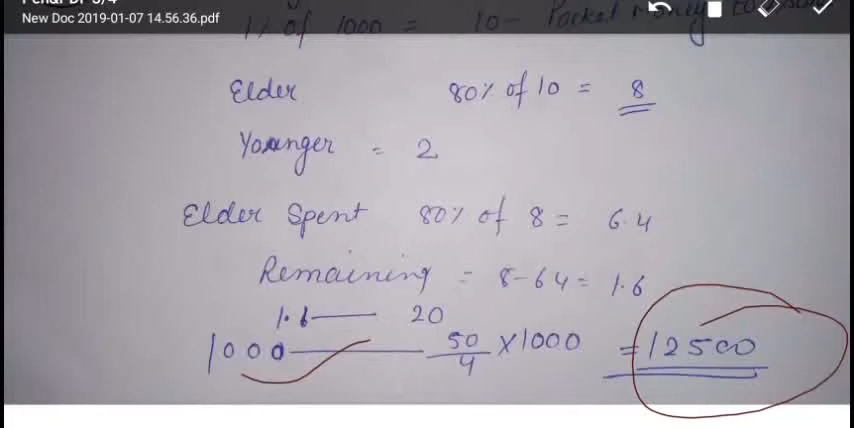 New Doc 2019-01-07 14.56.36.pdf
1% of 1000 = 10 - Pocket Money
Elder 80% of 10 = 8
Younger = 2
Elder Spent 80% of 8 = 6.4
Remaining = 8-64 = 1.6
1.6 — 20
1000 — 50/4 X 1000 = 12500